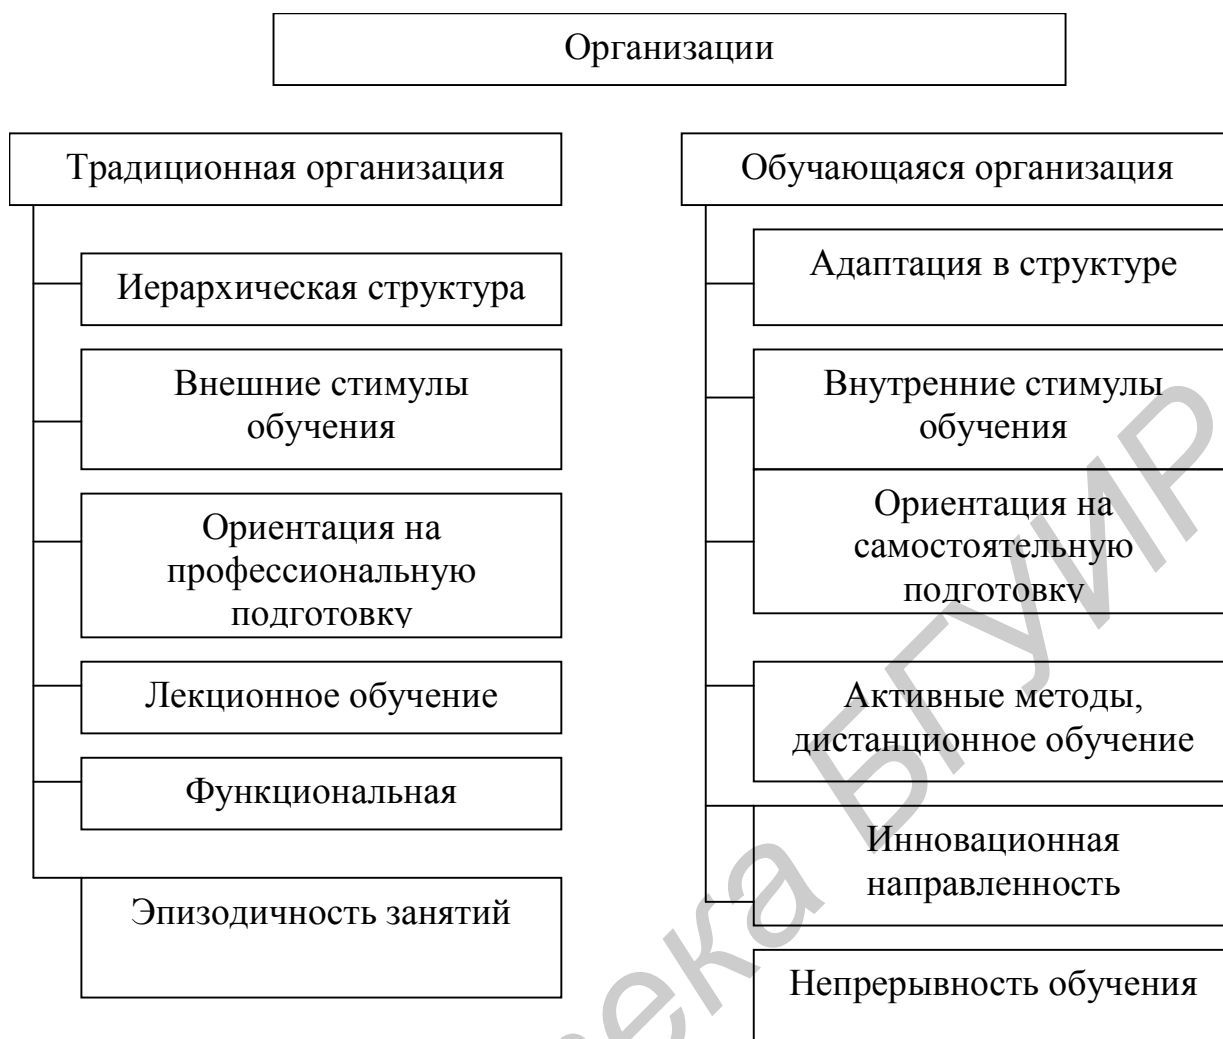 Организации
Традиционная организация
Иерархическая структура
Внешние стимулы
обучения
Ориентация на
профессиональную
подготовку
Лекционное обучение
Функциональная
Эпизодичность занятий
Обучающаяся организация
Адаптация в структуре
Внутренние стимулы
обучения
Ориентация на
самостоятельную
подготовку
Активные методы,
дистанционное обучение
Инновационная
направленность
Непрерывность обучения
БГУИР